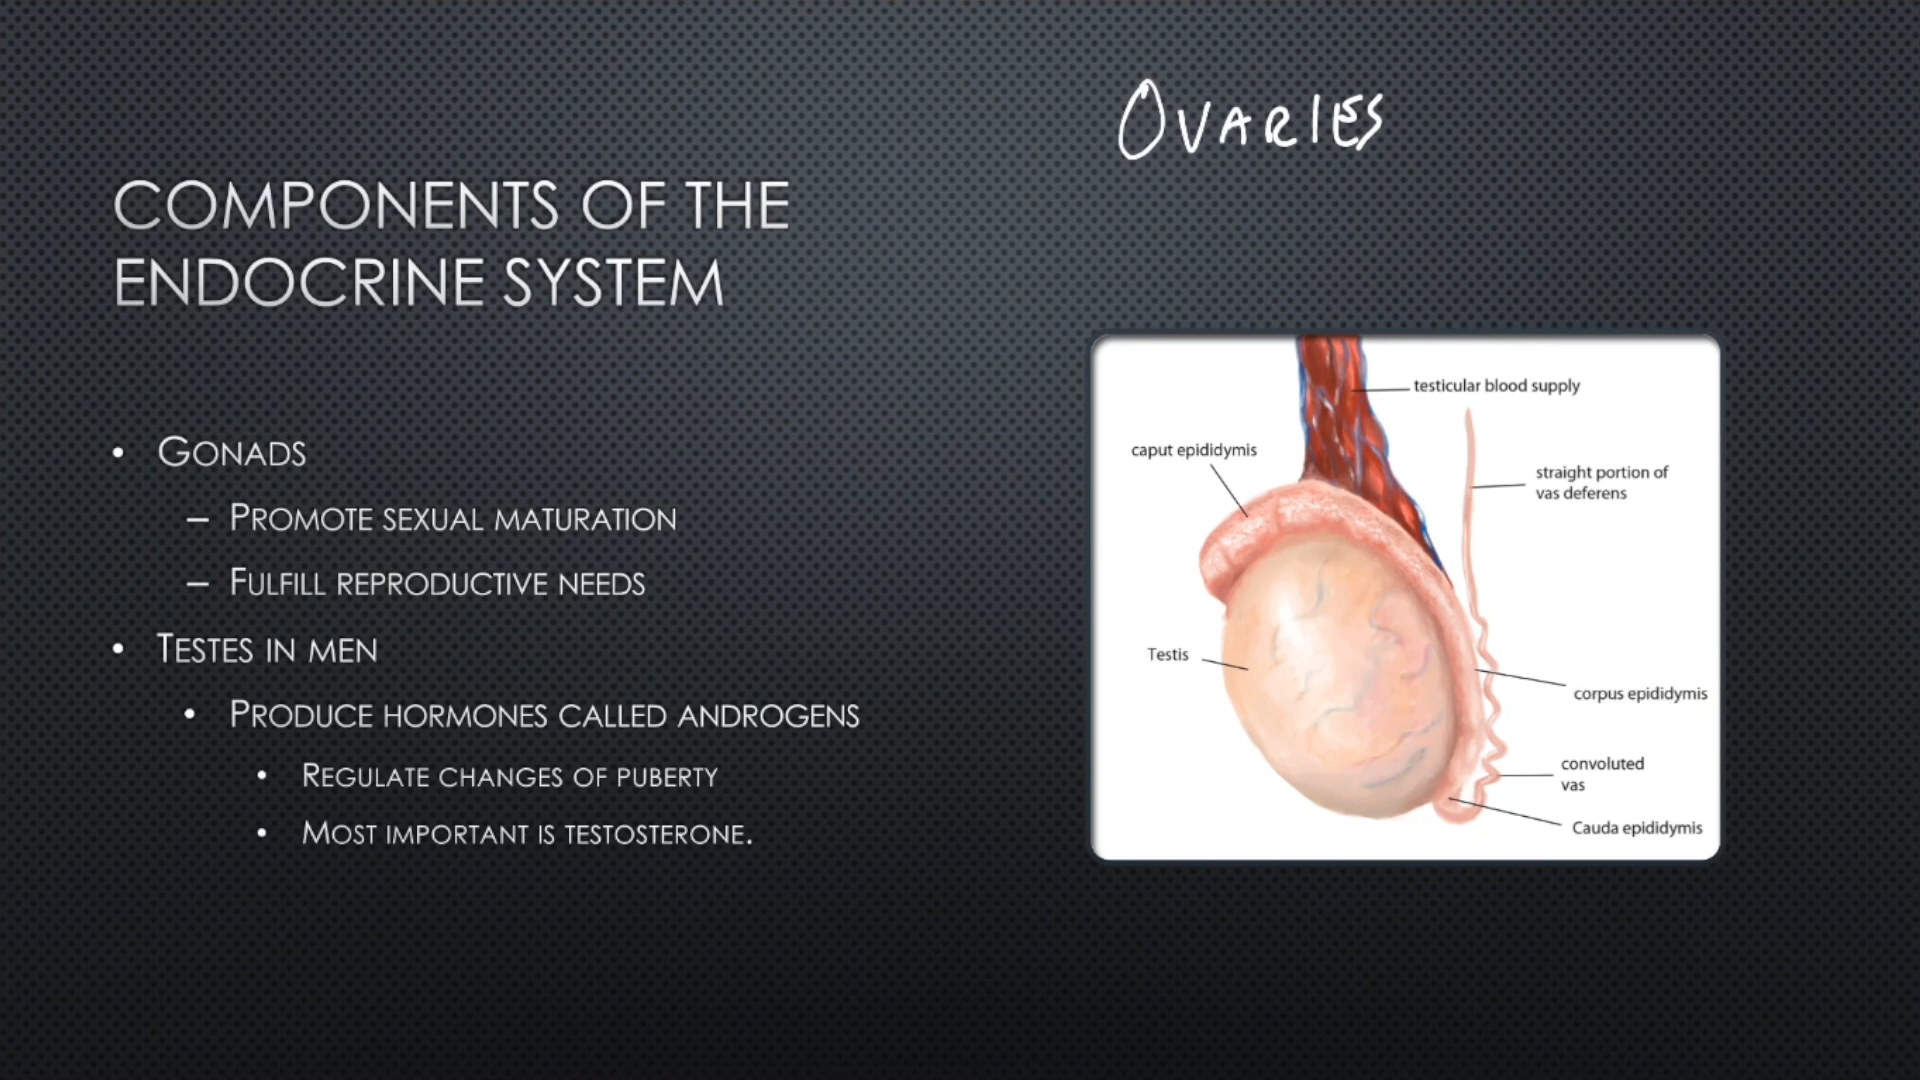 OVARIES
COMPONENTS OF THE
ENDOCRINE SYSTEM
• GONADS
– PROMOTE SEXUAL MATURATION
– FULFILL REPRODUCTIVE NEEDS
• TESTES IN MEN
• PRODUCE HORMONES CALLED ANDROGENS
• REGULATE CHANGES OF PUBERTY
• MOST IMPORTANT IS TESTOSTERONE.
testicular blood supply
caput epididymis
straight portion of
vas deferens
Testis
corpus epididymis
convoluted
vas
Cauda epididymis